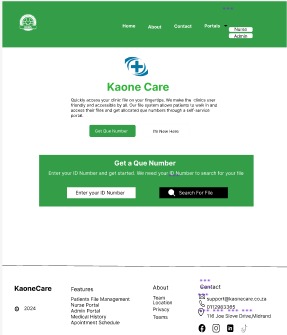 Home About Contact Portals
Nurse
Admin
Kaone Care
Quickly access your clinic file on your fingertips. We make the clinics user
friendly and accessible by all. Our file system allows patients to walk in and
access their files and get allocated que numbers through a self-service
portal.
Get Que Number I'm New Here
Get a Que Number
Enter your ID Number and get started. We need your ID Number to search for your file
Enter your ID Number Search For File
KaoneCare
© 2024
Features
Patients File Management
Nurse Portal
Admin Portal
Medical History
Apointment Schedule
About
Team
Location
Privacy
Teams
Contact
support@kaonecare.co.za
0112983365
116 Joe Slove Drive,Midrand